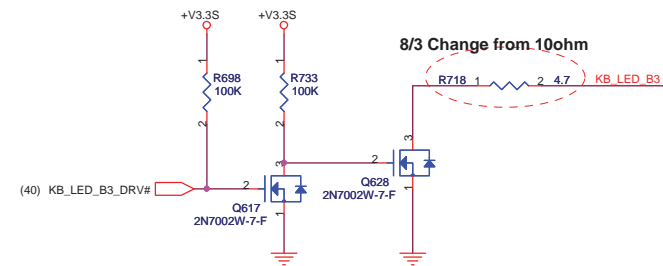 +V3.3S
+V3.3S
8/3 Change from 10ohm
1
R698
100K
2
1
R733
100K
2
R718 1 2 4.7 KB_LED_B3
3
2
Q628
2N7002W-7-F
1
(40) KB_LED_B3_DRV#
3
2
Q617
2N7002W-7-F
1